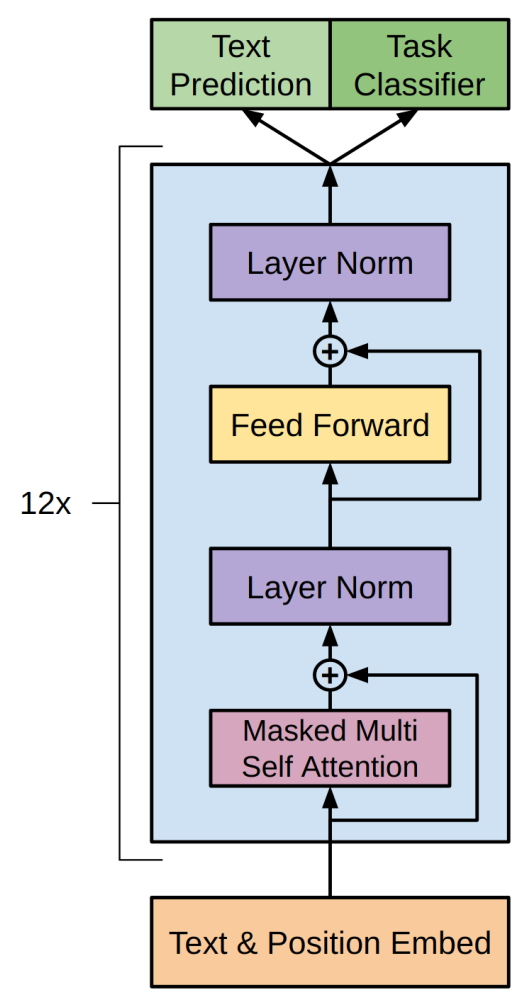 Text
Prediction
Task
Classifier
Layer Norm
+
Feed Forward
12x
Layer Norm
+
Masked Multi
Self Attention
Text & Position Embed